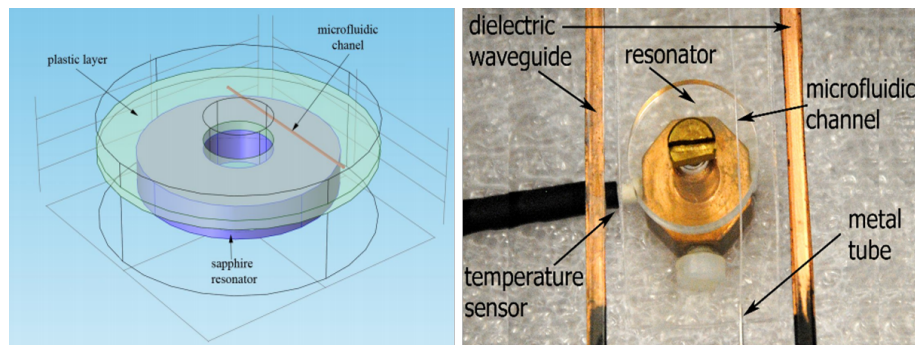 plastic layer
microfluidic
chanel
sapphire
resonator
dielectric
waveguide
resonator
microfluidic
channel
metal
tube
temperature
sensor